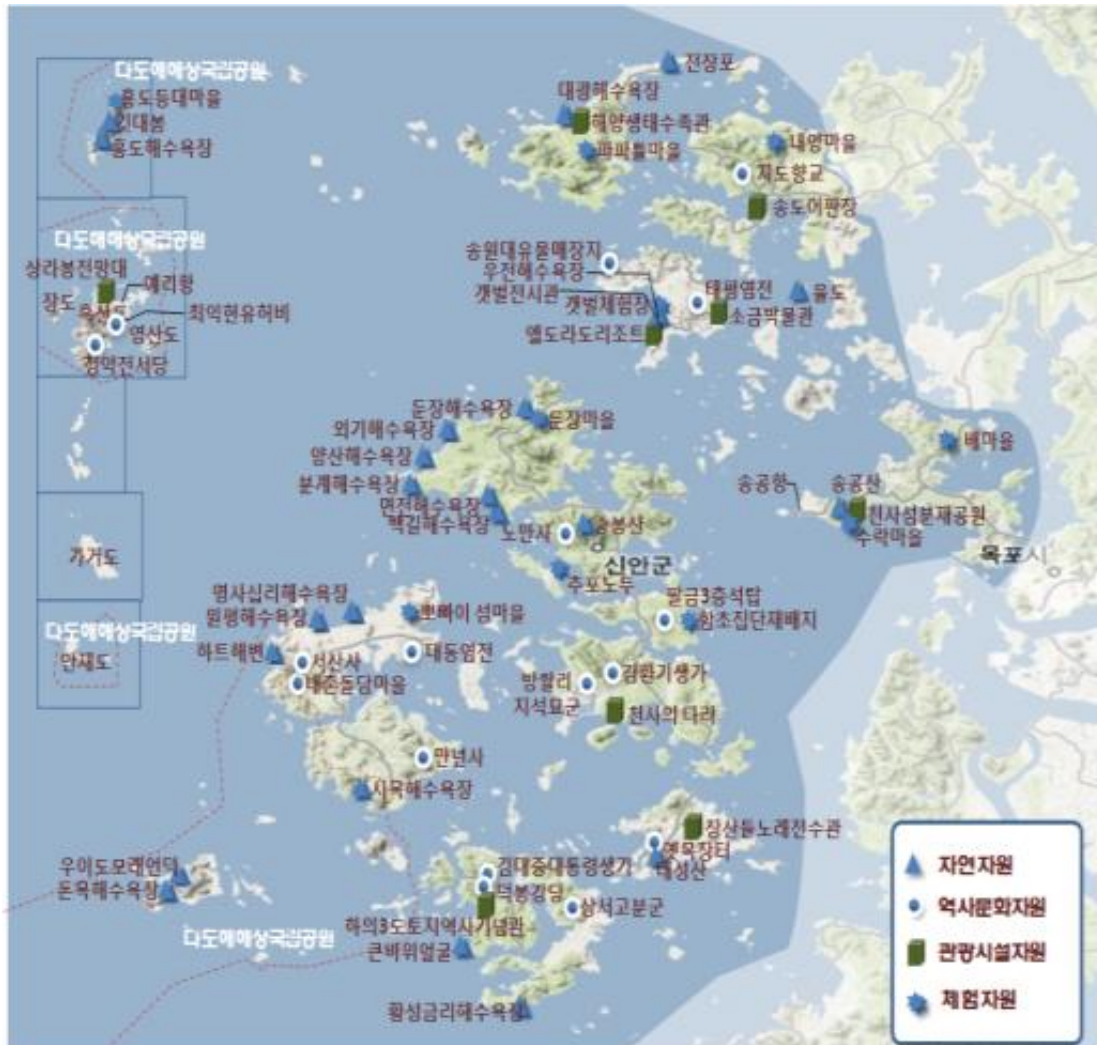 다도해해상국립공원
홍도등대마을
깃대봉
홍도해수욕장
전장포
대광해수욕장
해양생태수족관
파파틸마을
내양마을
지도향교
송도어판장
다도해해상국립공원
상라봉전망대
예리항
장도
최익현유허비
영산도
정약전서당
송원대유물매장지
우전해수욕장
갯벌전시관
갯벌체험장
엘도라도리조트
태평염전
소금박물관
율도
둔장해수욕장
둔장마을
외기해수욕장
양산해수욕장
분계해수욕장
면전해수욕장
백길해수욕장
노만사
승봉산
신안군
추포노두
배마을
송공항
송공산
천사섬분재공원
수락마을
목포시
가거도
다도해해상국립공원
만재도
명사십리해수욕장
원평해수욕장
하트해변
뽀빠이 섬마을
대동염전
서산사
내촌돌담마을
팔금3층석탑
함초집단재배지
김환기생가
방활리
지석묘군
천사의 다리
만년사
시목해수욕장
장산들노래전수관
대성산
우이도모래언덕
돈목해수욕장
김대중대통령생가
덕봉강당
상서고분군
하의3도토지역사기념관
큰바위얼굴
다도해해상국립공원
황성금리해수욕장
자연자원
역사문화자원
관광시설자원
체험자원